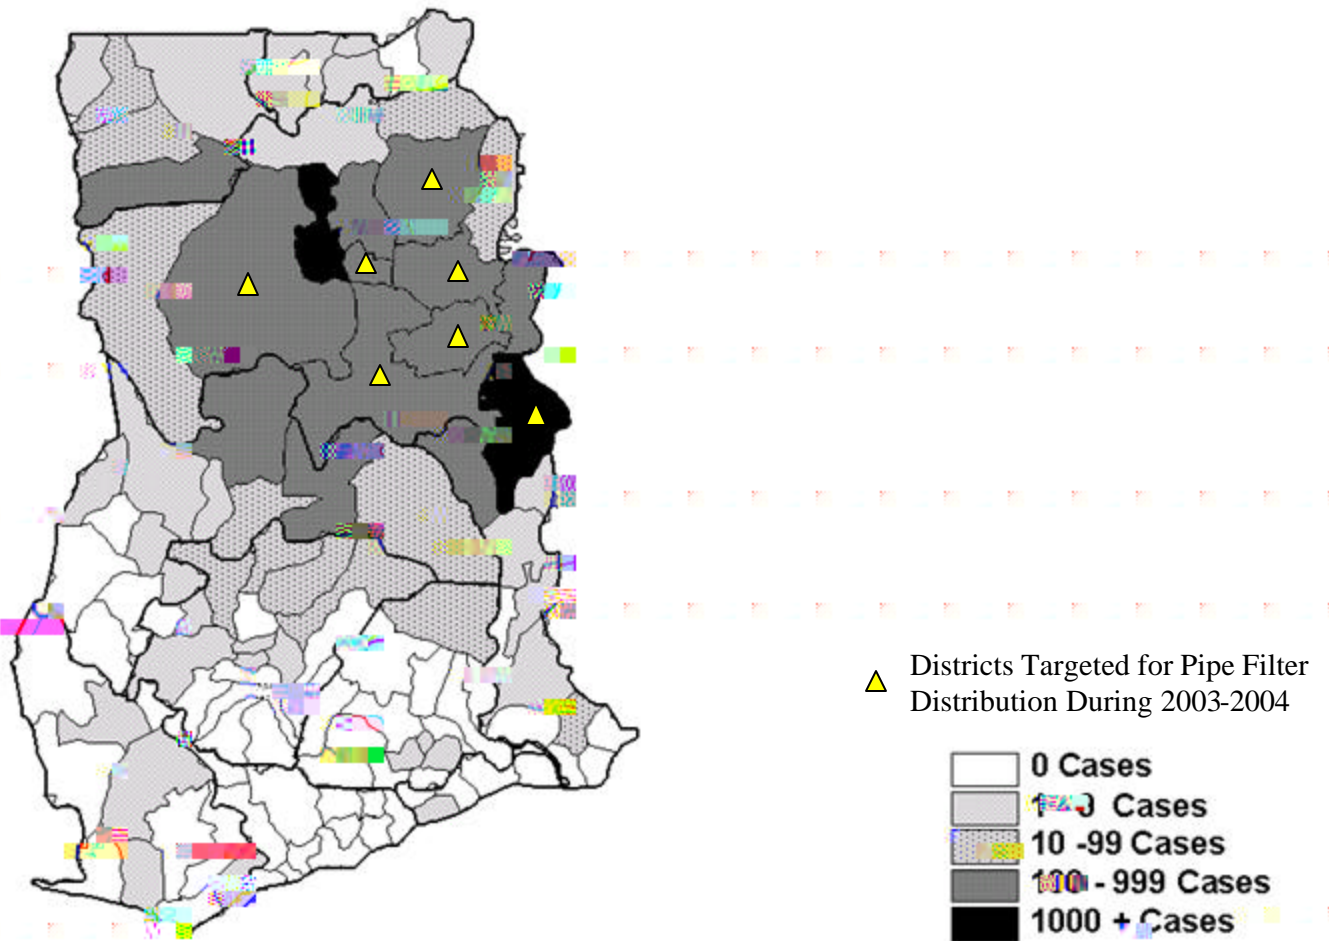 Districts Targeted for Pipe Filter
Distribution During 2003-2004
0 Cases
Cases
10 -99 Cases
- 999 Cases
1000 + Cases